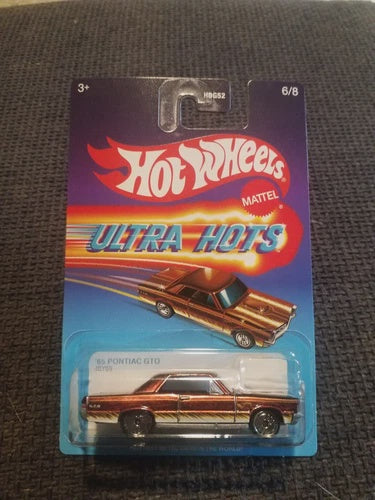 3+
HBG52
6/8
Hot Wheels
MATTEL
ULTRA HOTS
'65 PONTIAC GTO